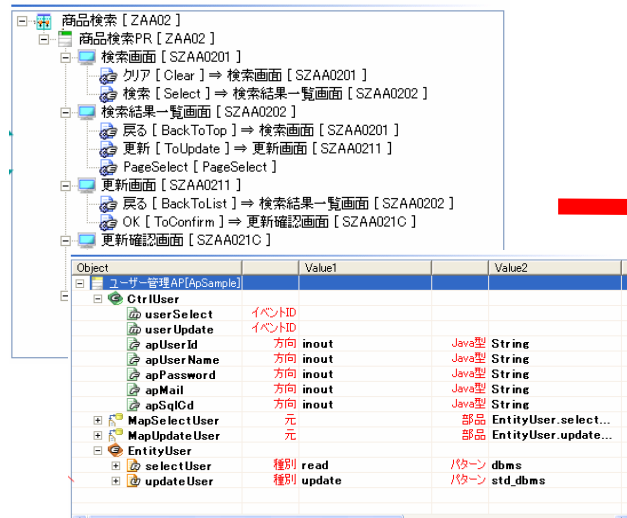 商品検索 [ ZAA02 ]
商品検索PR [ ZAA02 ]
検索画面 [ SZAA0201 ]
クリア [ Clear ] ⇒ 検索画面 [ SZAA0201 ]
検索 [ Select ] ⇒ 検索結果一覧画面 [ SZAA0202 ]
検索結果一覧画面 [ SZAA0202 ]
戻る [ BackToTop ] ⇒ 検索画面 [ SZAA0201 ]
更新 [ ToUpdate ] ⇒ 更新画面 [ SZAA0211 ]
PageSelect [ PageSelect ]
更新画面 [ SZAA0211 ]
戻る [ BackToList ] ⇒ 検索結果一覧画面 [ SZAA0202 ]
OK [ ToConfirm ] ⇒ 更新確認画面 [ SZAA021C ]
更新確認画面 [ SZAA021C ]
Object Value1 Value2
ユーザー管理AP[ApSample]
CtrlUser
userSelect イベントID
userUpdate イベントID
apUserId 方向 inout Java型 String
apUserName 方向 inout Java型 String
apPassword 方向 inout Java型 String
apMail 方向 inout Java型 String
apSqlCd 方向 inout Java型 String
MapSelectUser 元 部品 EntityUser.select...
MapUpdateUser 元 部品 EntityUser.update...
EntityUser
selectUser 種別 read パターン dbms
updateUser 種別 update パターン std_dbms